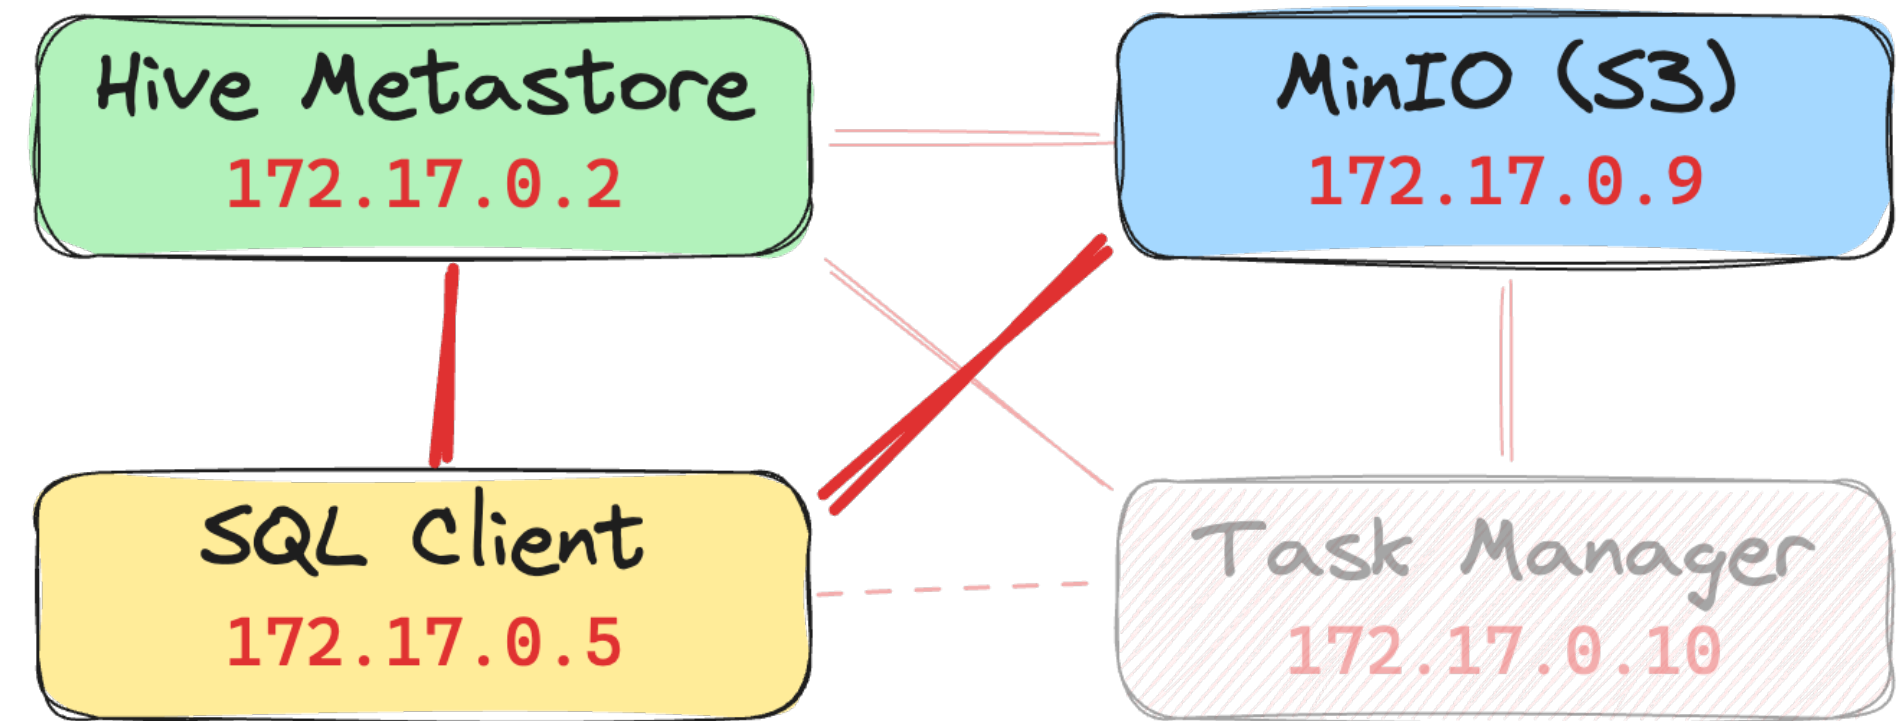 Hive Metastore
172.17.0.2
MinIO (S3)
172.17.0.9
SQL Client
172.17.0.5
Task Manager
172.17.0.10